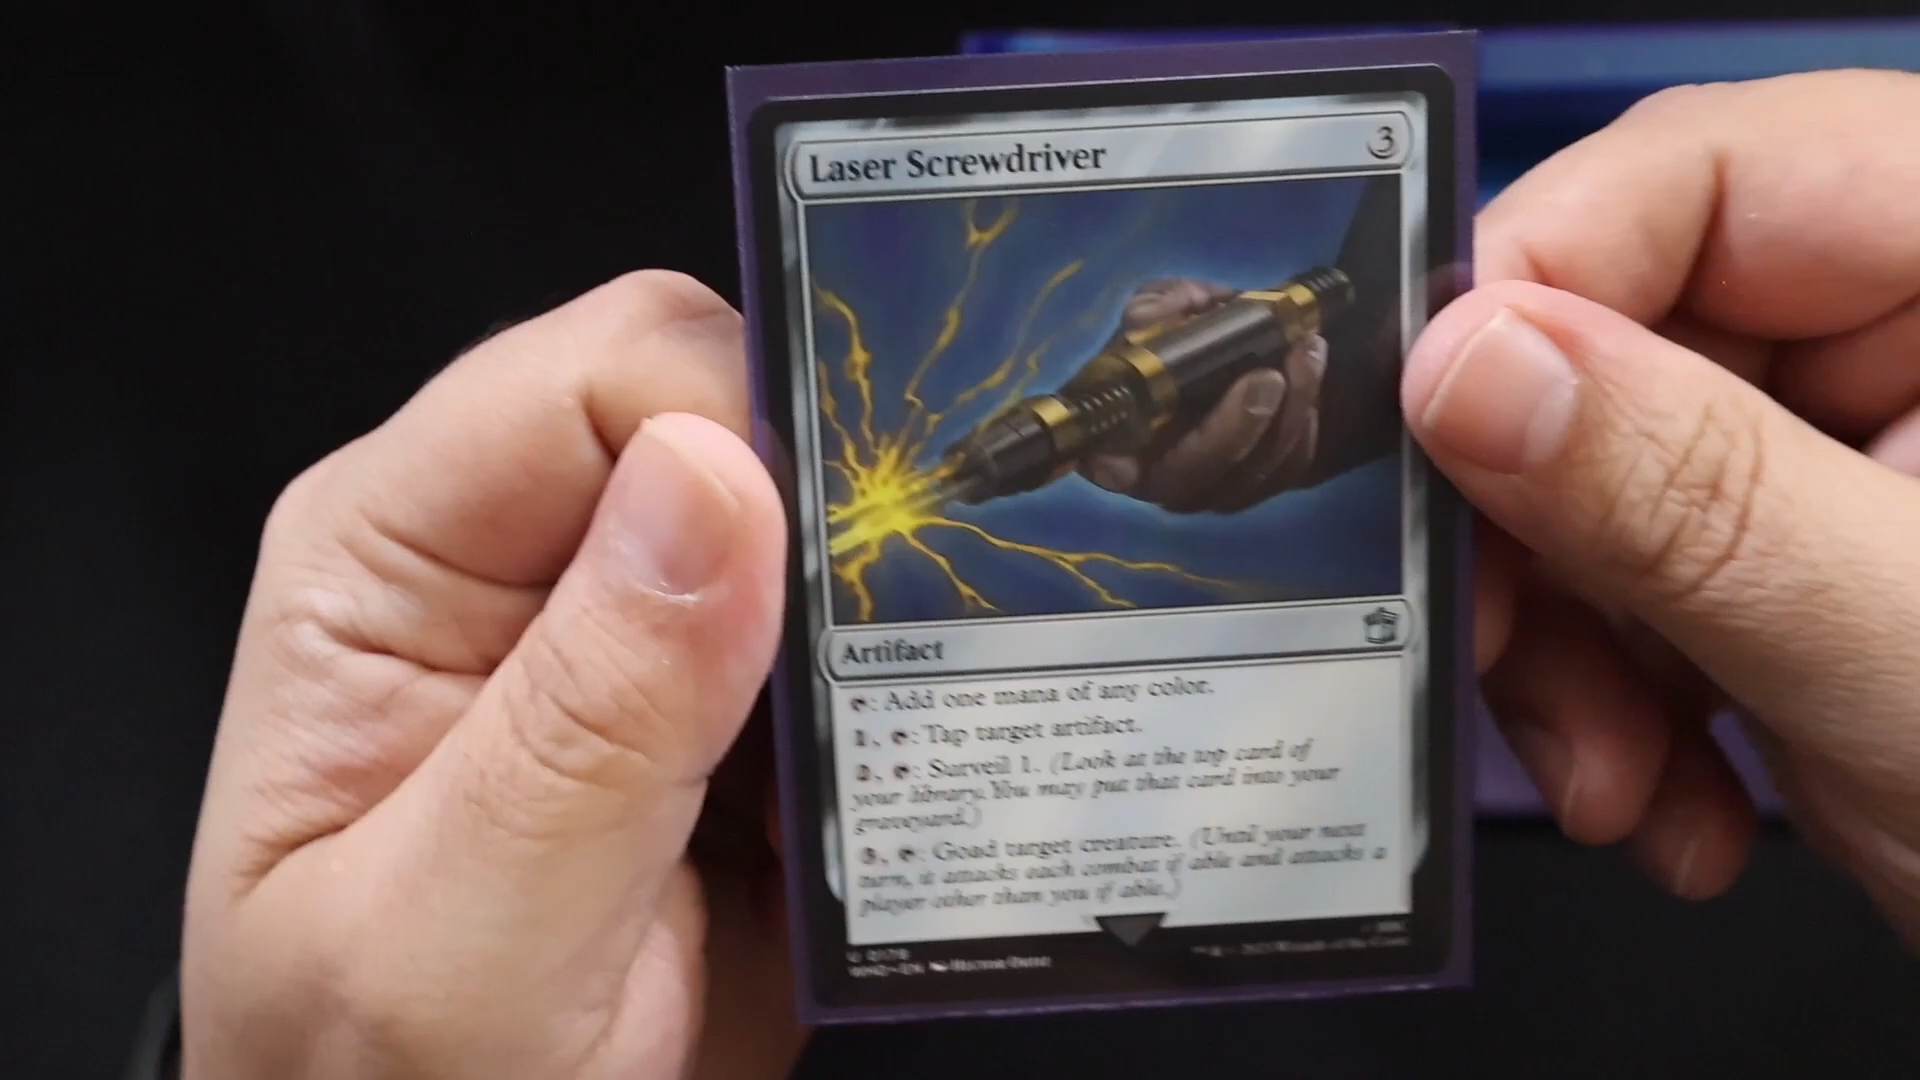 Laser Screwdriver 3
Artifact
: Add one mana of any color.
1, : Tap target artifact.
2, : Surveil 1. (Look at the top card of
your library. You may put that card into your
graveyard.)
3, : Goad target creature. (Until your next
turn, it attacks each combat if able and attacks a
player other than you if able.)
WHO • EN